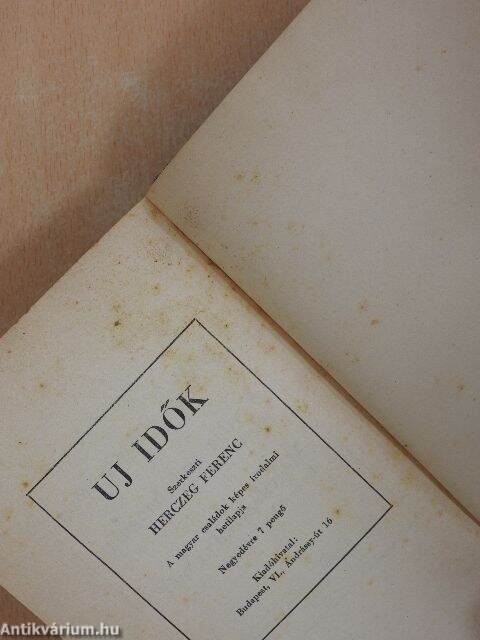 UJ IDŐK
Szerkeszti
HERCZEG FERENC
A magyar családok képes irodalmi
hetilapja
Negyedévre 7 pengő
Kiadóhivatal:
Budapest, VI., Andrássy-út 16
Antikvárium.hu